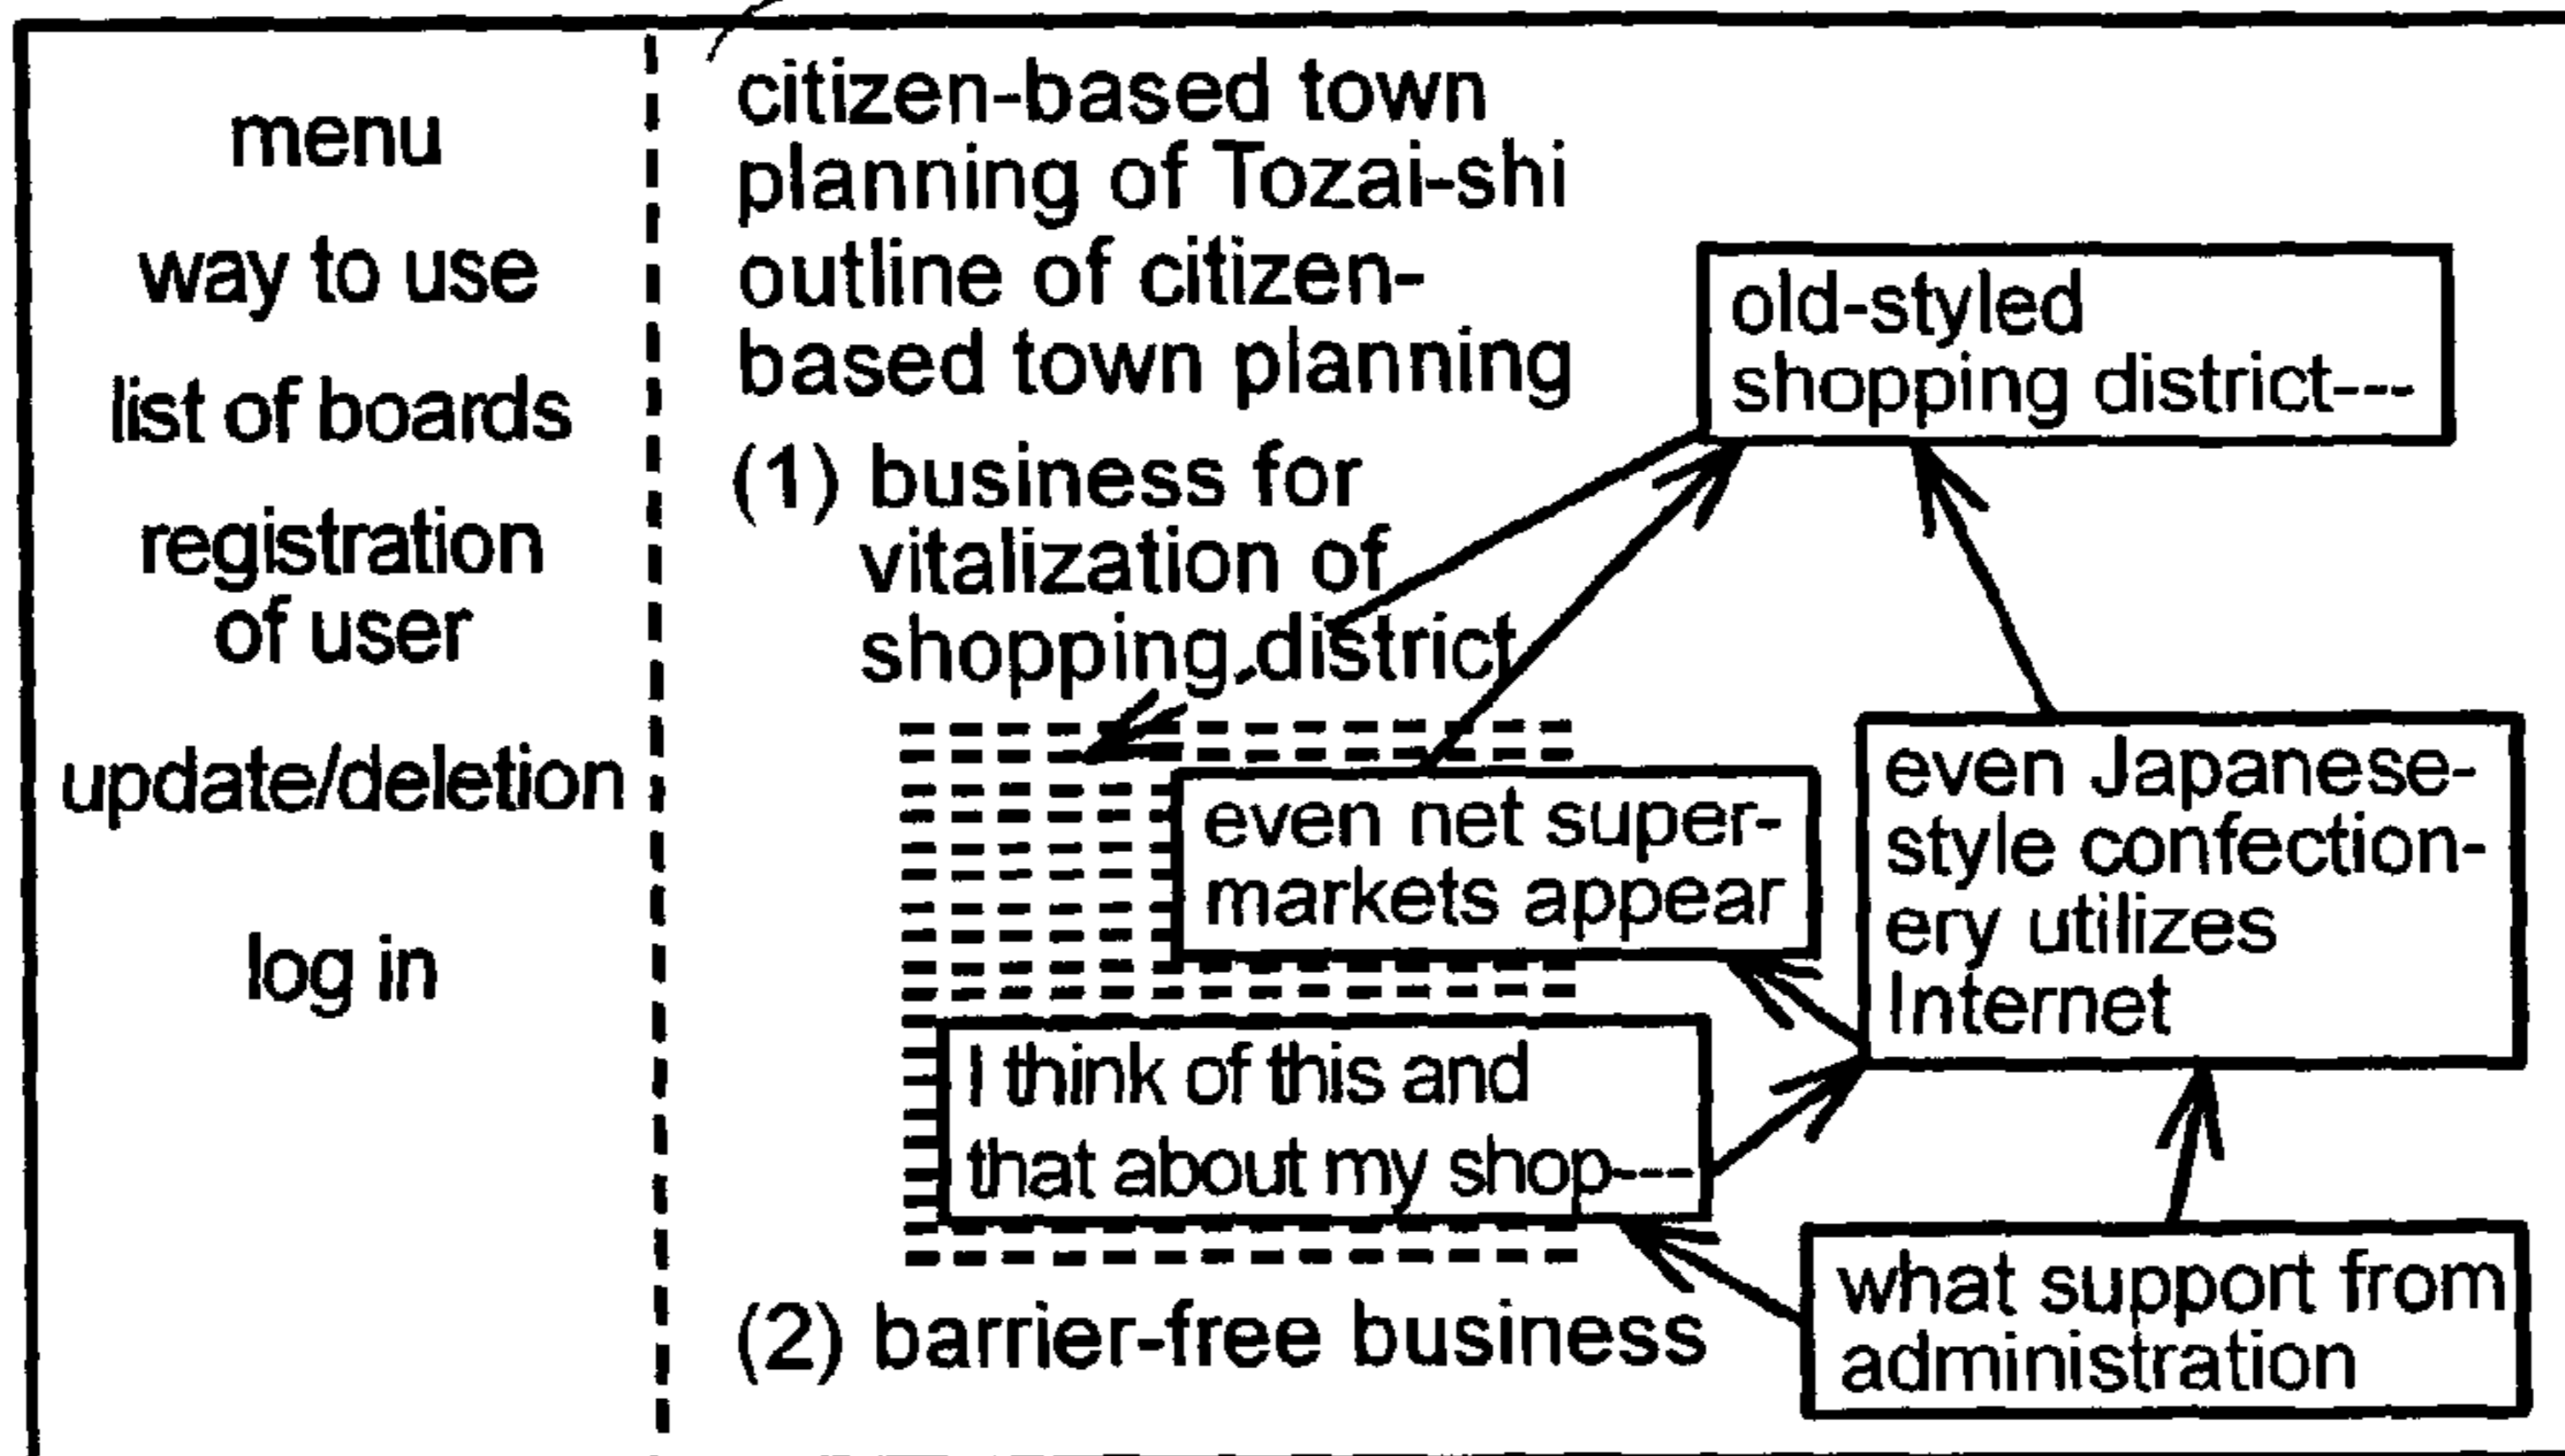 menu
way to use
list of boards
registration
of user
update/deletion
log in
citizen-based town
planning of Tozai-shi
outline of citizen-
based town planning
(1) business for
vitalization of
shopping district
old-styled
shopping district---
even net super-
markets appear
even Japanese-
style confection-
ery utilizes
Internet
I think of this and
that about my shop---
what support from
administration
(2) barrier-free business